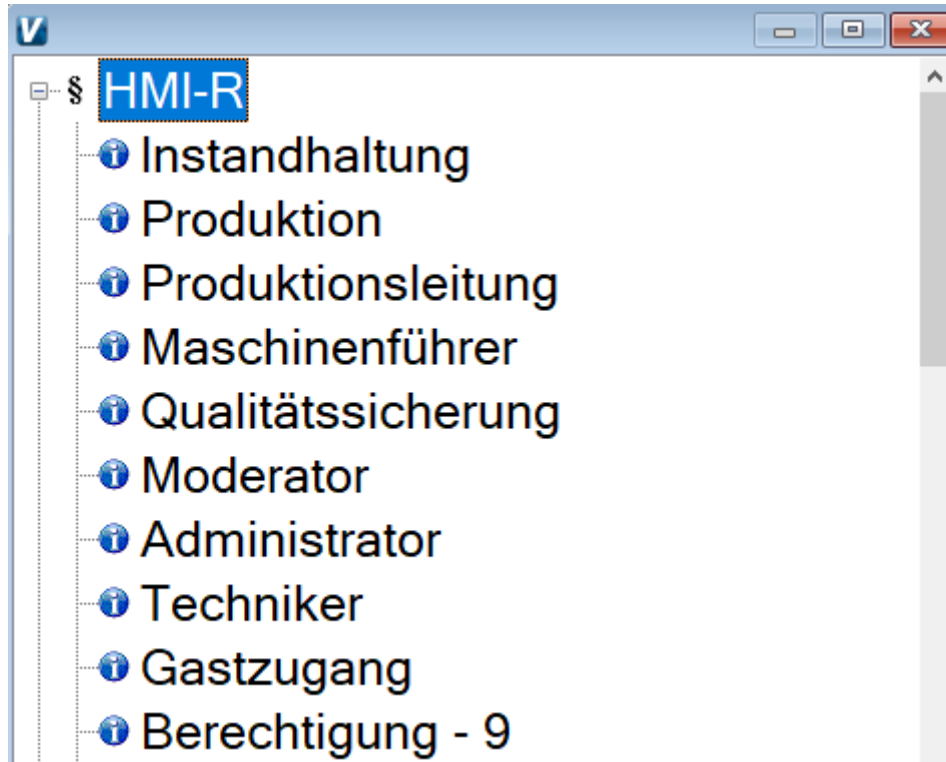 V
§ HMI-R
Instandhaltung
Produktion
Produktionsleitung
Maschinenführer
Qualitätssicherung
Moderator
Administrator
Techniker
Gastzugang
Berechtigung - 9